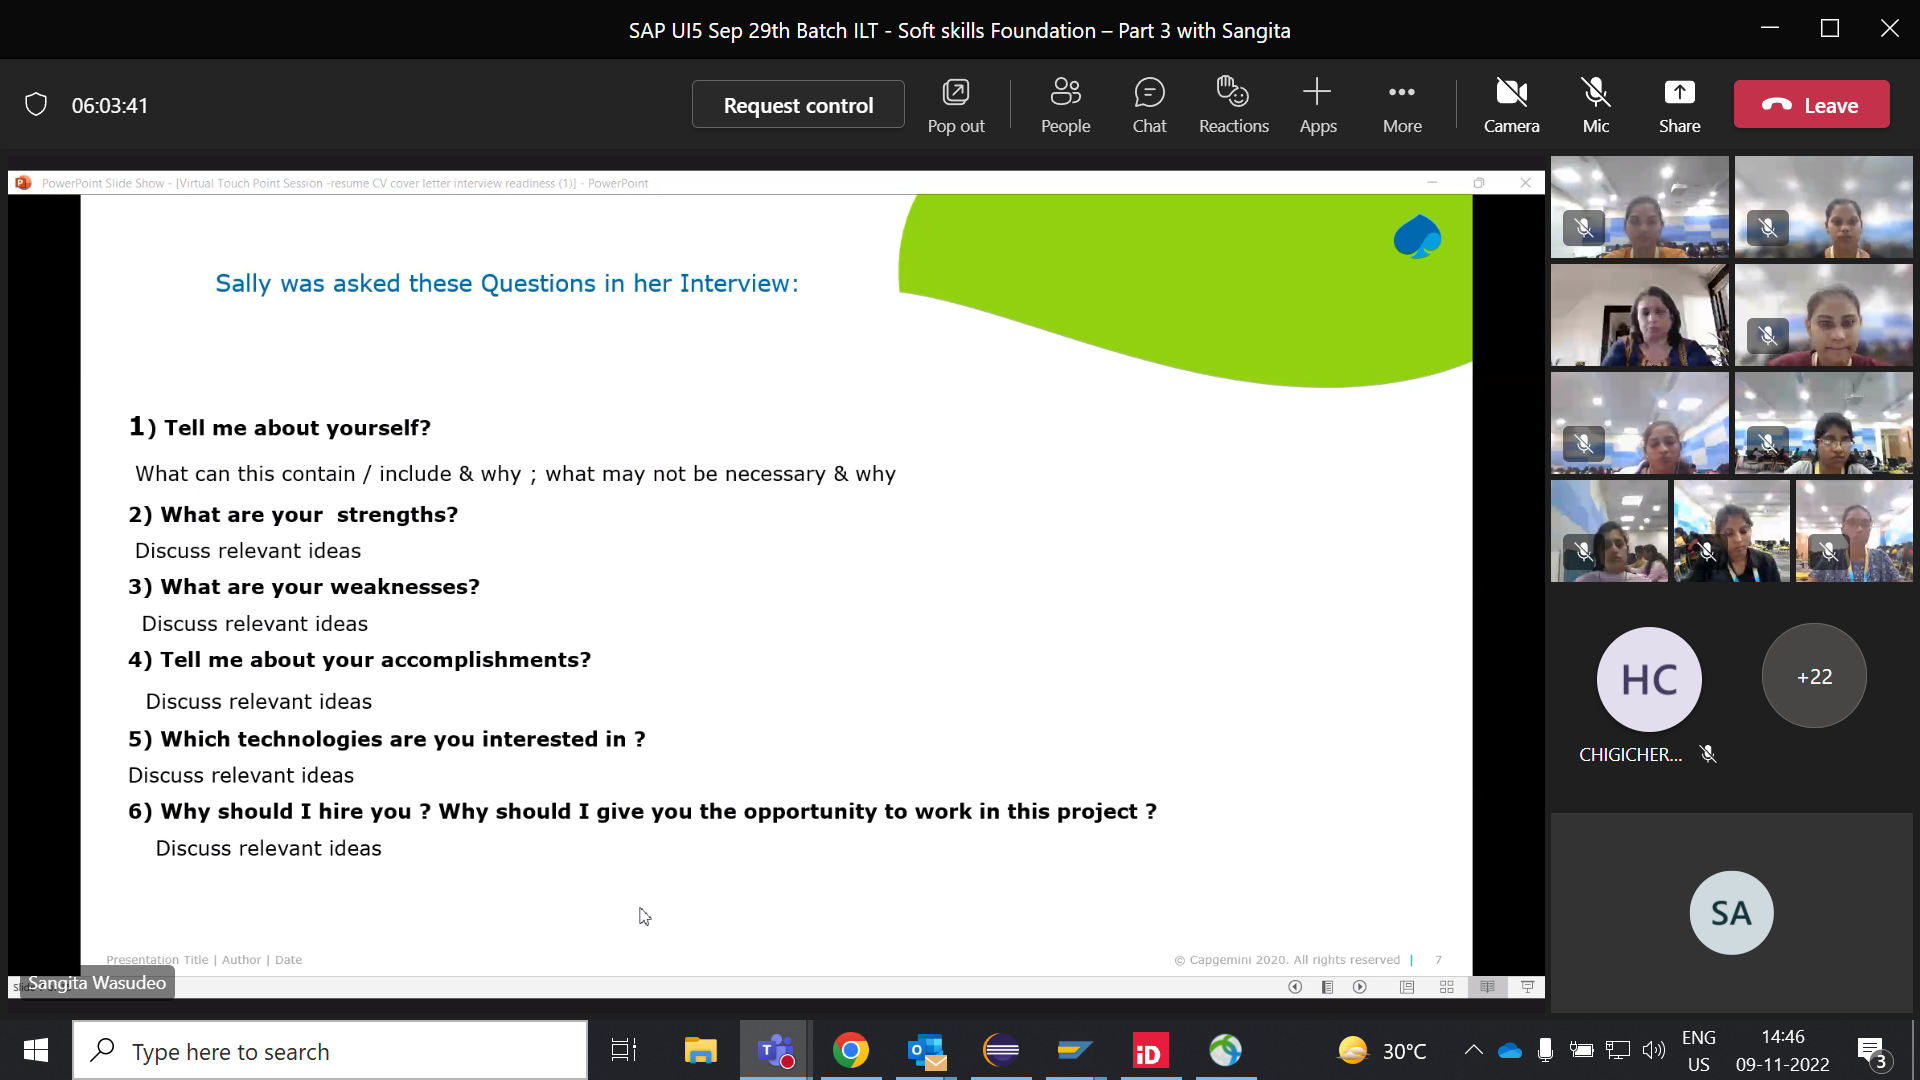 SAP UI5 Sep 29th Batch ILT - Soft skills Foundation – Part 3 with Sangita
06:03:41
Request control
Pop out
People
Chat
Reactions
Apps
More
Camera
Mic
Share
Leave
PowerPoint Slide Show - [Virtual Touch Point Session -resume CV cover letter interview readiness (1)] - PowerPoint
Sally was asked these Questions in her Interview:
1) Tell me about yourself?
What can this contain / include & why ; what may not be necessary & why
2) What are your strengths?
Discuss relevant ideas
3) What are your weaknesses?
Discuss relevant ideas
4) Tell me about your accomplishments?
Discuss relevant ideas
5) Which technologies are you interested in ?
Discuss relevant ideas
6) Why should I hire you ? Why should I give you the opportunity to work in this project ?
Discuss relevant ideas
Presentation Title | Author | Date
© Capgemini 2020. All rights reserved | 7
Sangita Wasudeo
HC
+22
CHIGICHER...
SA
Type here to search
iD
30°C
ENG
US
14:46
09-11-2022
3